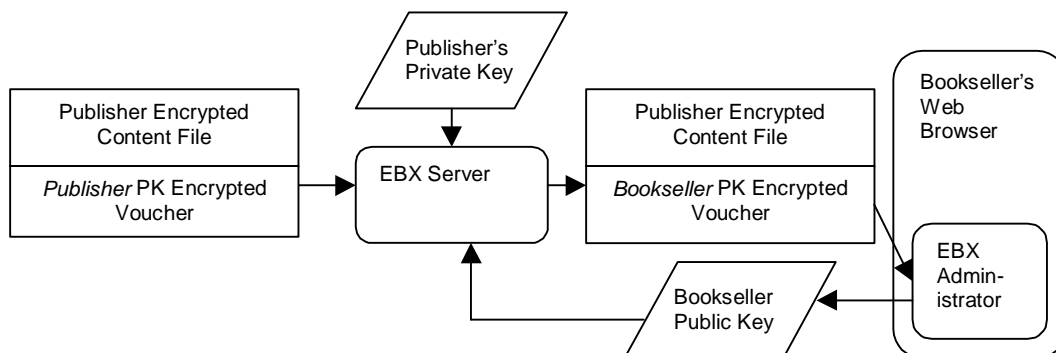 Publisher's
Private Key
Publisher Encrypted
Content File
Publisher PK Encrypted
Voucher
EBX Server
Publisher Encrypted
Content File
Bookseller PK Encrypted
Voucher
Bookseller's
Web
Browser
EBX
Admin-
istrator
Bookseller
Public Key